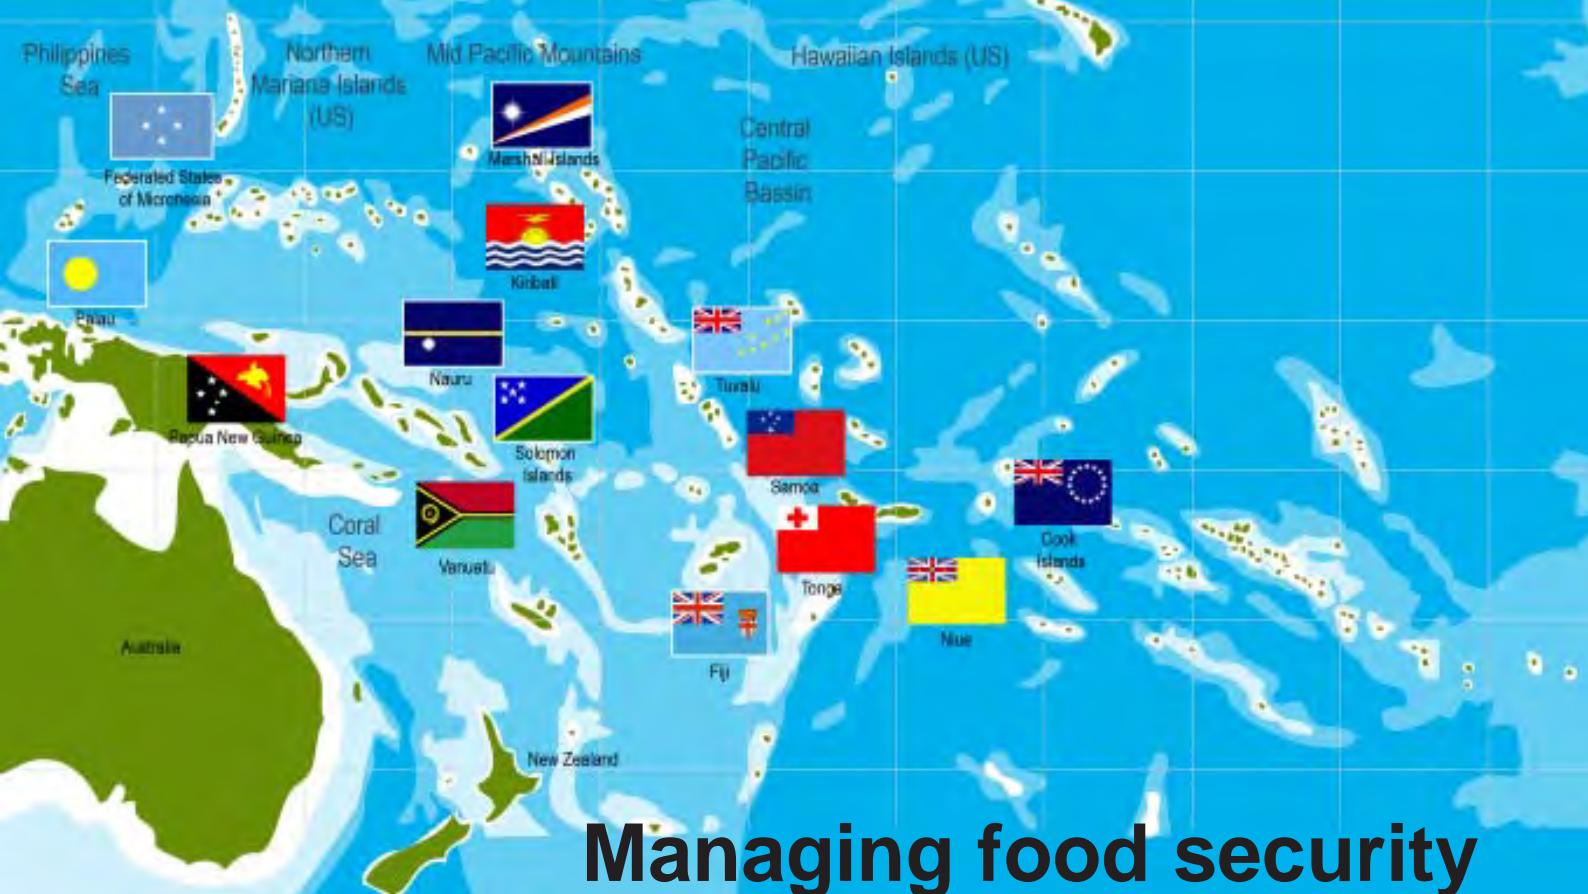 Philippines
Sea
Northern
Mariana Islands
(US)
Mid Pacific Mountains
Hawaiian Islands (US)
Central
Pacific
Bassin
Marshall Islands
Federated States
of Micronesia
Kiribati
Palau
Nauru
Tuvalu
Papua New Guinea
Solomon
Islands
Samoa
Coral
Sea
Vanuatu
Cook
Islands
Tonga
Niue
Australia
Fiji
New Zealand
Managing food security